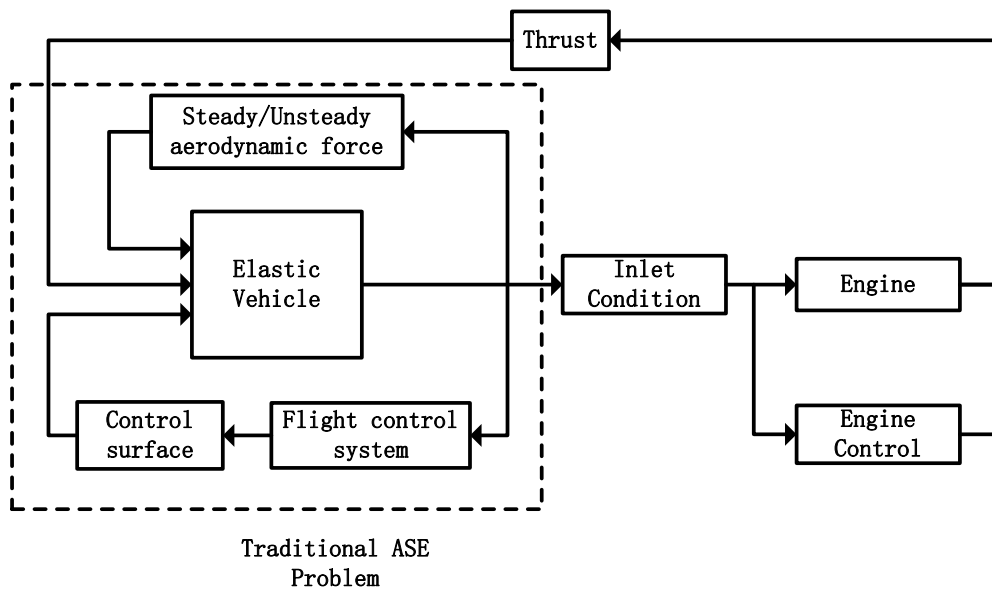 Thrust
Steady/Unsteady
aerodynamic force
Elastic
Vehicle
Inlet
Condition
Engine
Control
surface
Flight control
system
Engine
Control
Traditional ASE
Problem